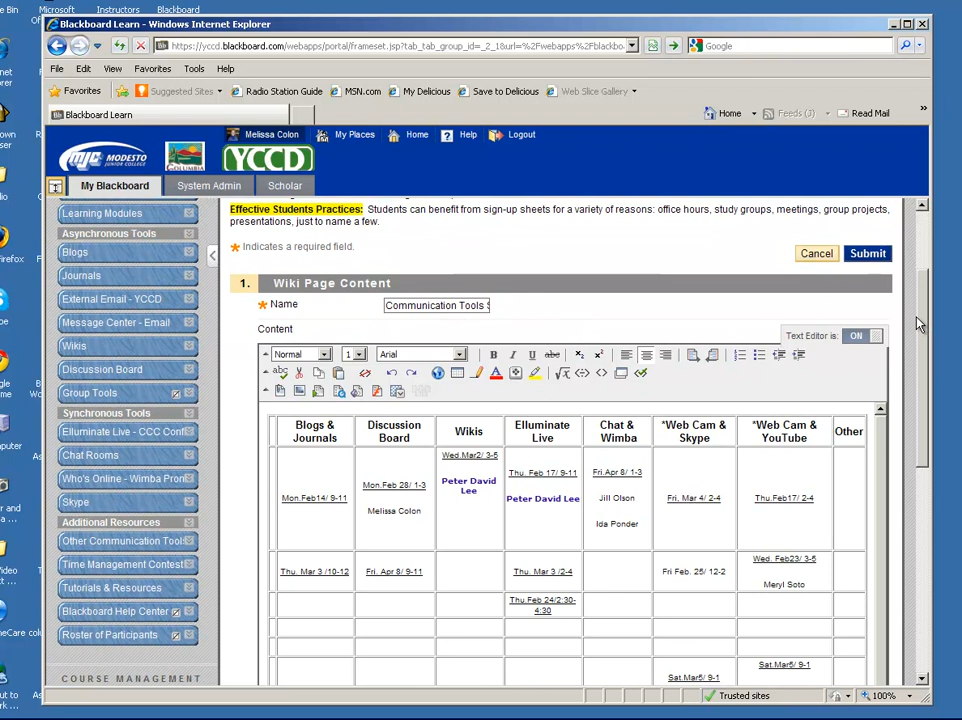 e Bin
Microsoft
Of
Instructors
Blackboard
Blackboard Learn - Windows Internet Explorer
https://yccd.blackboard.com/webapps/portal/frameset.jsp?tab_tab_group_id=_2_1&url=%2Fwebapps%2Fblackbo
Google
File Edit View Favorites Tools Help
Favorites Suggested Sites Radio Station Guide MSN.com My Delicious Save to Delicious Web Slice Gallery
Blackboard Learn
Home Feeds (J) Read Mail
Melissa Colon My Places Home Help Logout
MJC MODESTO
JUNIOR COLLEGE
COLUMBIA
YCCD
My Blackboard System Admin Scholar
Learning Modules
Asynchronous Tools
Blogs
Journals
External Email - YCCD
Message Center - Email
Wikis
Discussion Board
Group Tools
Synchronous Tools
Elluminate Live - CCC Conf
Chat Rooms
Who's Online - Wimba Pron
Skype
Additional Resources
Other Communication Tools
Time Management Contest
Tutorials & Resources
Blackboard Help Center
Roster of Participants
COURSE MANAGEMENT
Effective Students Practices: Students can benefit from sign-up sheets for a variety of reasons: office hours, study groups, meetings, group projects,
presentations, just to name a few.
* Indicates a required field.
Cancel Submit
1. Wiki Page Content
* Name Communication Tools S
Content
Text Editor is: ON
Normal 1 Arial
Blogs & Journals Discussion Board Wikis Elluminate Live Chat & Wimba *Web Cam & Skype *Web Cam & YouTube Other
Mon.Feb14/ 9-11
Mon.Feb 28/ 1-3
Melissa Colon
Wed.Mar2/ 3-5
Peter David Lee
Thu. Feb 17/ 9-11
Peter David Lee
Fri.Apr 8/ 1-3
Jill Olson
Ida Ponder
Fri, Mar 4/ 2-4
Thu.Feb17/ 2-4
Thu. Mar 3 /10-12
Fri. Apr 8/ 9-11
Thu. Mar 3 /2-4
Fri Feb. 25/ 12-2
Wed. Feb23/ 3-5
Meryl Soto
Thu.Feb 24/2:30-4:30
Sat.Mar5/ 9-1
Sat.Mar5/ 9-1
Trusted sites
100%